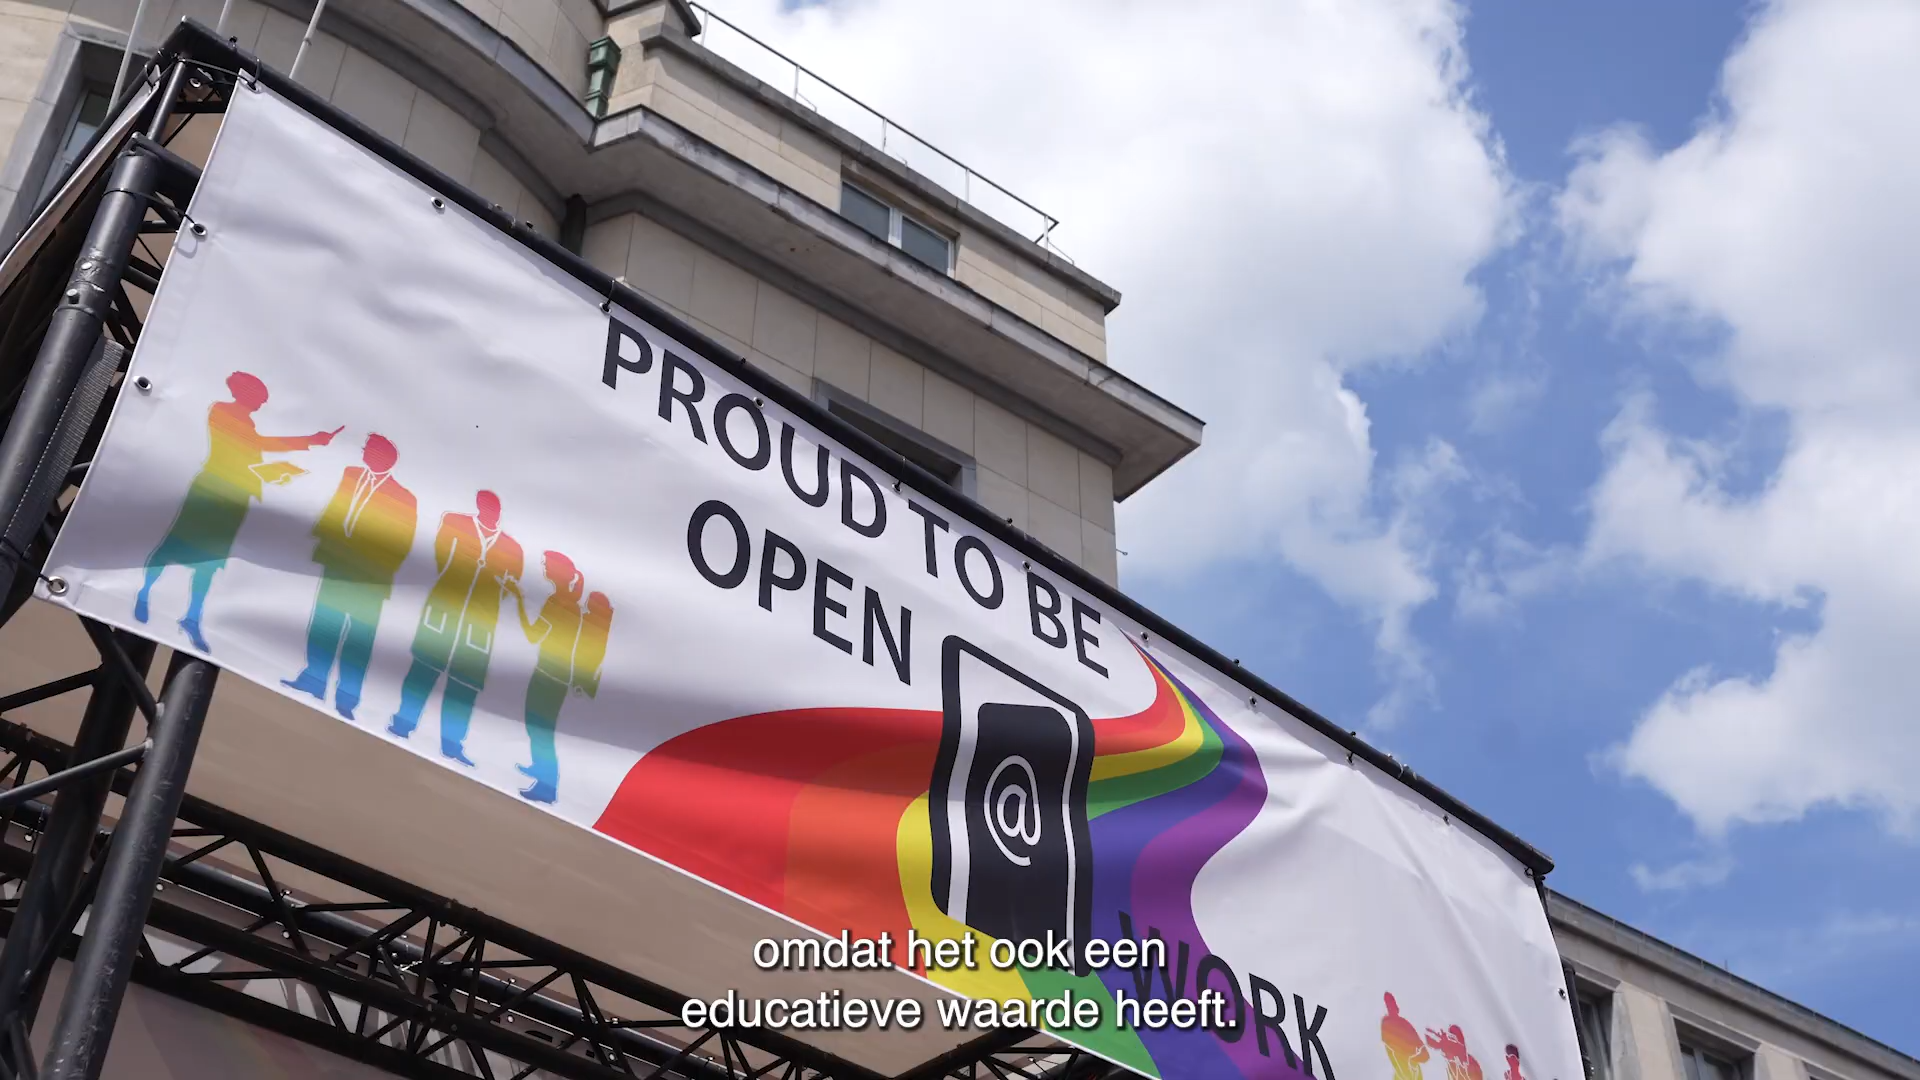 PROUD TO BE
OPEN
@
WORK
omdat het ook een
educatieve waarde heeft.